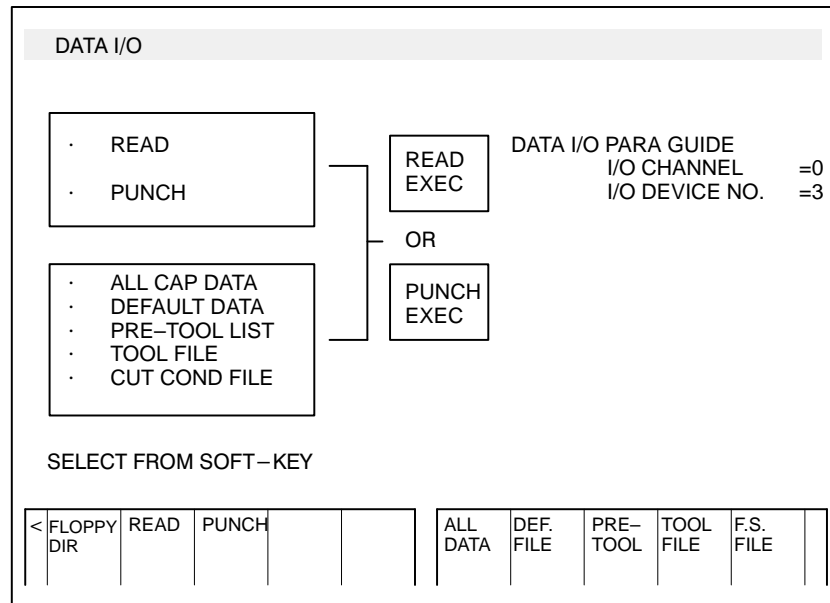 DATA I/O
· READ
· PUNCH
READ
EXEC
OR
PUNCH
EXEC
DATA I/O PARA GUIDE
I/O CHANNEL =0
I/O DEVICE NO. =3
· ALL CAP DATA
· DEFAULT DATA
· PRE–TOOL LIST
· TOOL FILE
· CUT COND FILE
SELECT FROM SOFT–KEY
<
FLOPPY
DIR
READ
PUNCH
ALL
DATA
DEF.
FILE
PRE–
TOOL
TOOL
FILE
F.S.
FILE